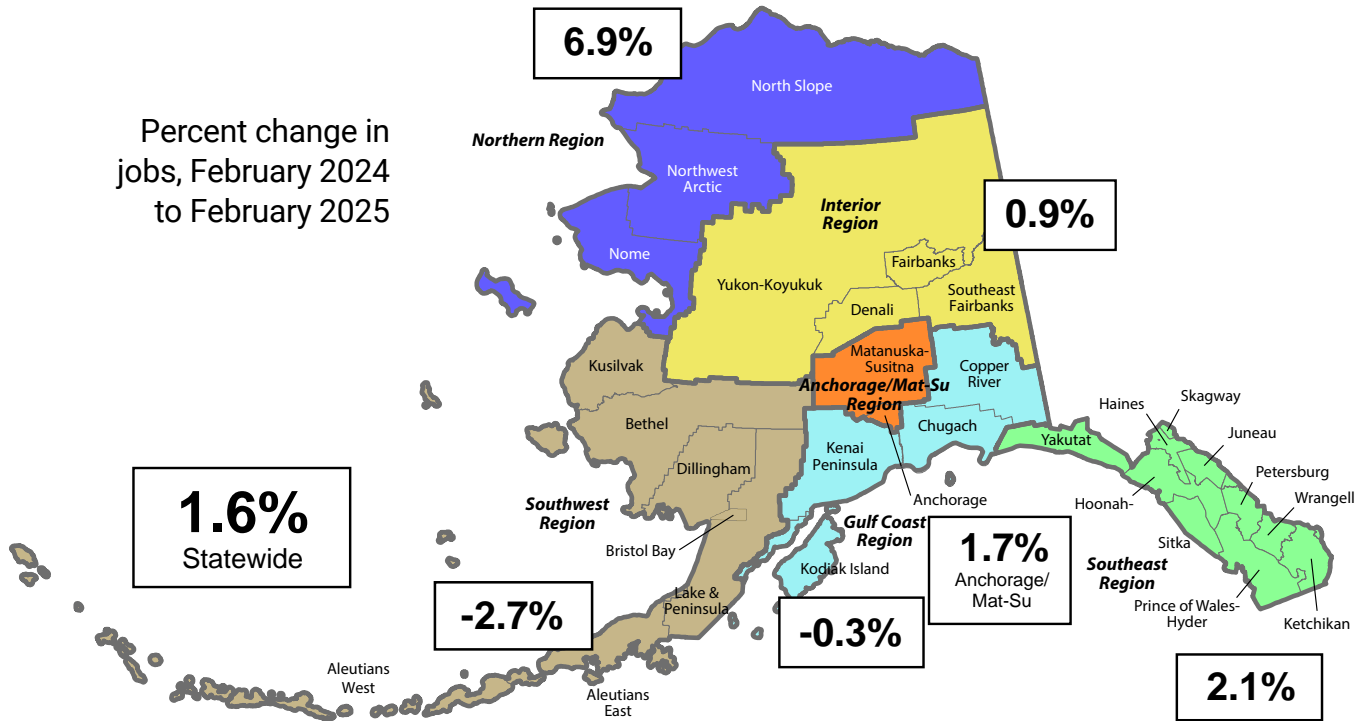 6.9%
North Slope
Percent change in
jobs, February 2024
to February 2025
Northern Region
Northwest
Arctic
Interior
Region
0.9%
Nome
Fairbanks
Yukon-Koyukuk
Southeast
Fairbanks
Denali
Kusilvak
Matanuska-
Susitna
Copper
River
Anchorage/Mat-Su
Region
Skagway
Haines
Bethel
Chugach
Juneau
Yakutat
Kenai
Peninsula
Dillingham
Petersburg
Anchorage
Wrangell
Hoonah-
1.6%
Statewide
Southwest
Region
Gulf Coast
Region
Bristol Bay
1.7%
Anchorage/
Mat-Su
Sitka
Southeast
Region
Kodiak Island
Lake &
Peninsula
-2.7%
-0.3%
Prince of Wales-
Hyder
Ketchikan
Aleutians
West
Aleutians
East
2.1%